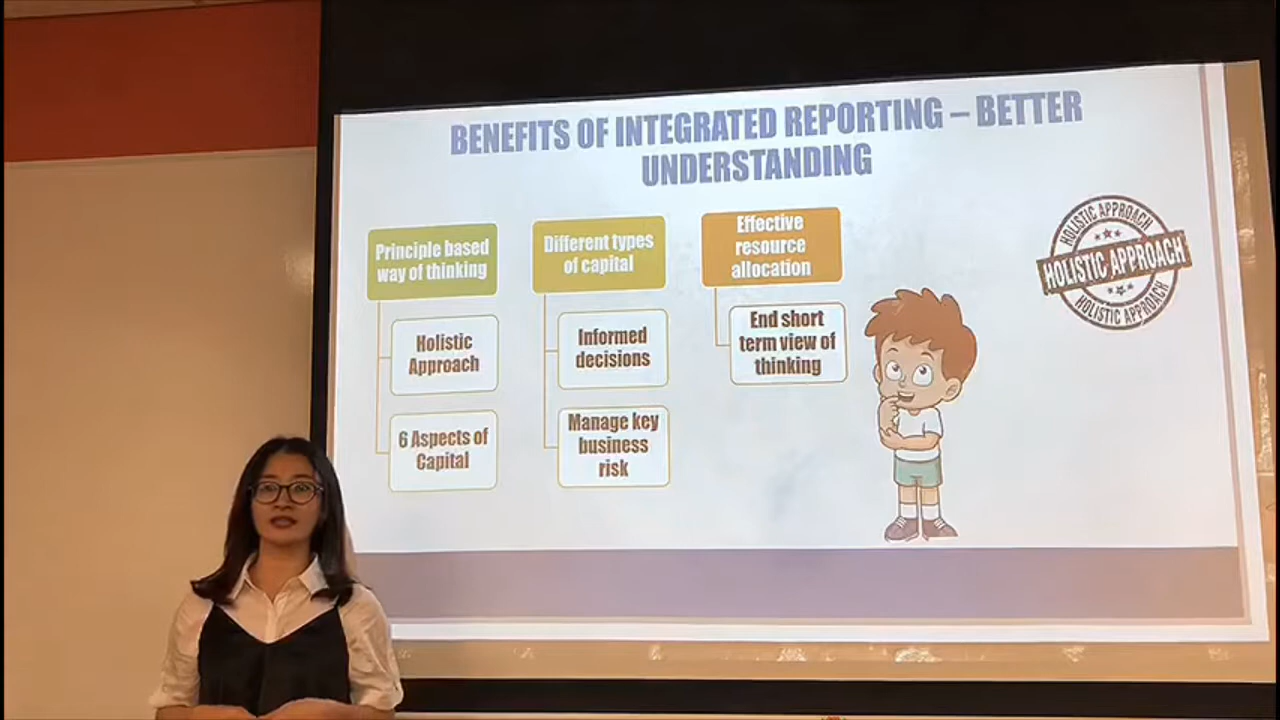 BENEFITS OF INTEGRATED REPORTING – BETTER
UNDERSTANDING
Principle based
way of thinking
Holistic
Approach
6 Aspects of
Capital
Different types
of capital
Informed
decisions
Manage key
business
risk
Effective
resource
allocation
End short
term view of
thinking
HOLISTIC APPROACH
HOLISTIC APPROACH
HOLISTIC APPROACH